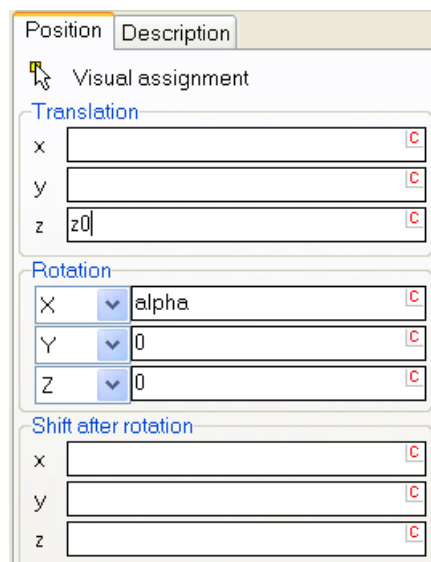 Position Description
Visual assignment
Translation
x C
y C
z z0 C
Rotation
X alpha C
Y 0 C
Z 0 C
Shift after rotation
x C
y C
z C